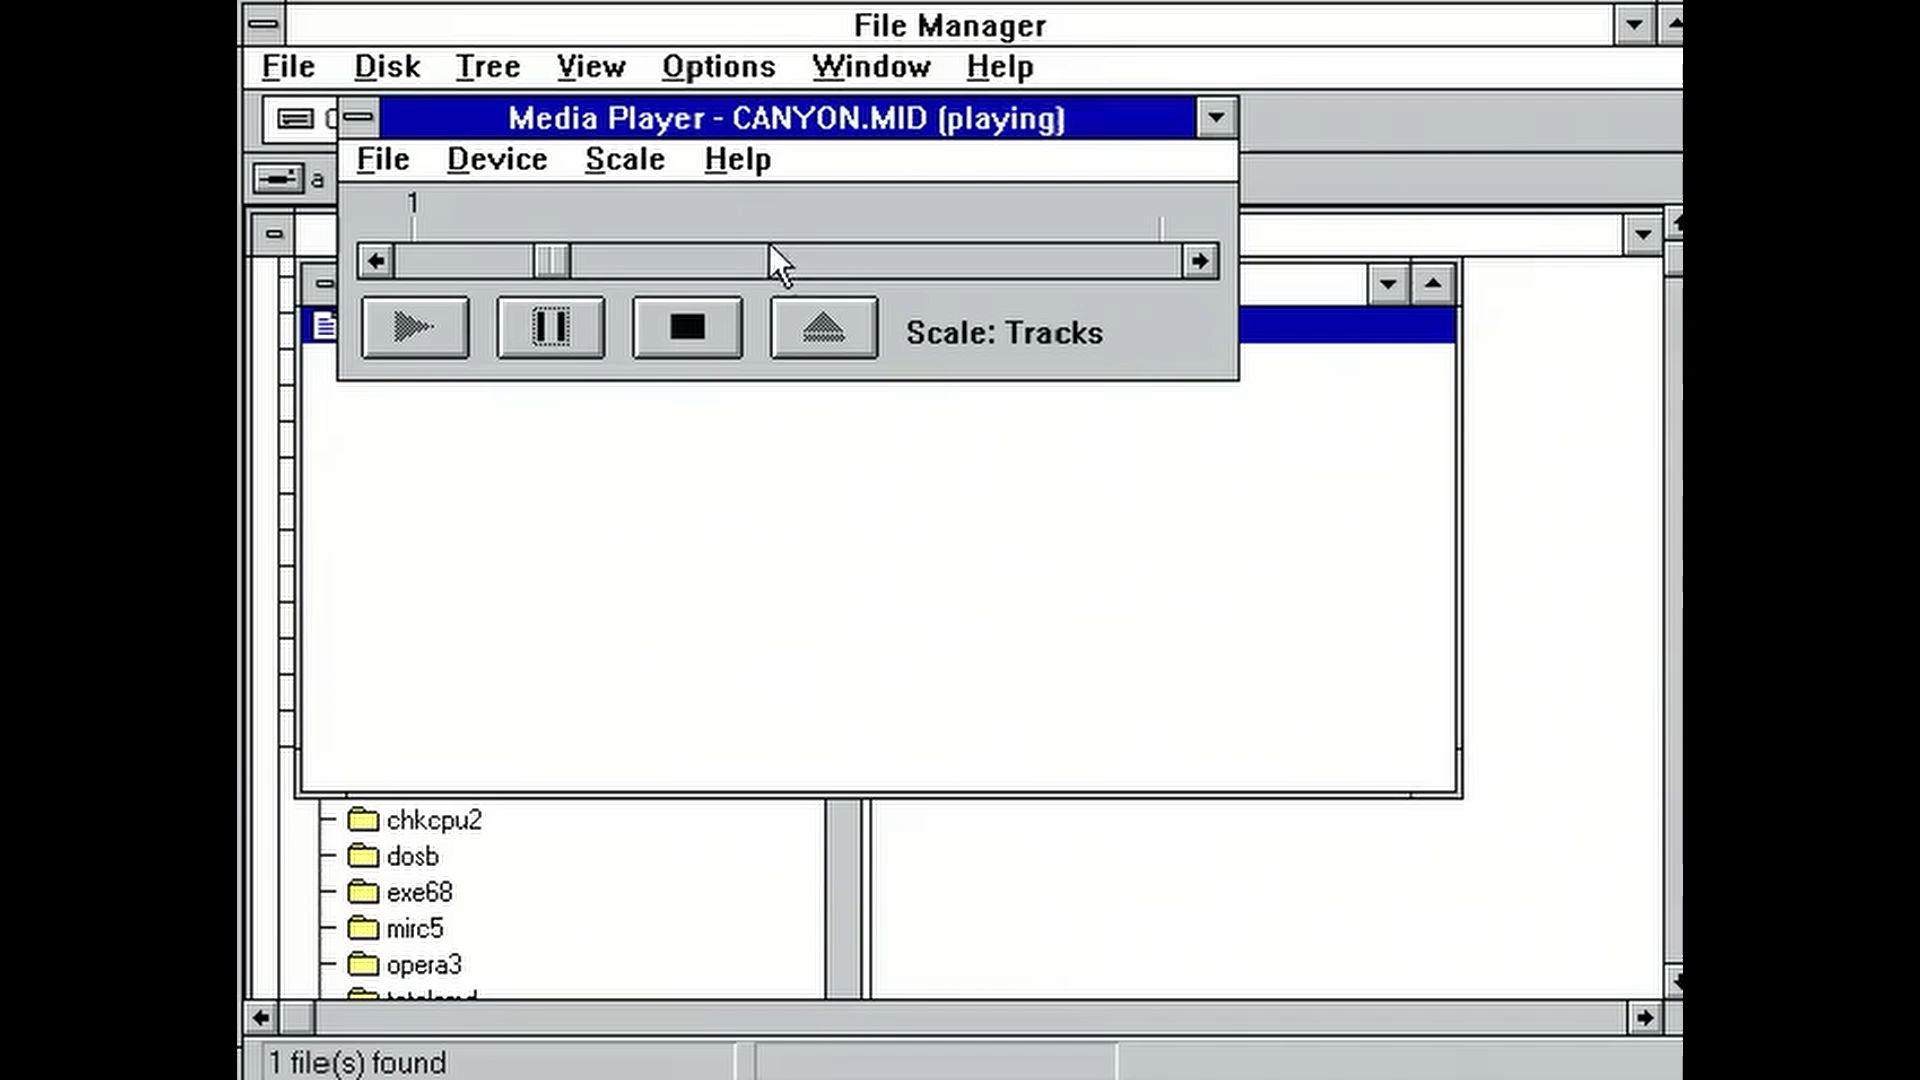 File Manager
File Disk Tree View Options Window Help
Media Player - CANYON.MID (playing)
File Device Scale Help
a
1
Scale: Tracks
chkcpu2
dosb
exe68
mirc5
opera3
1 file(s) found